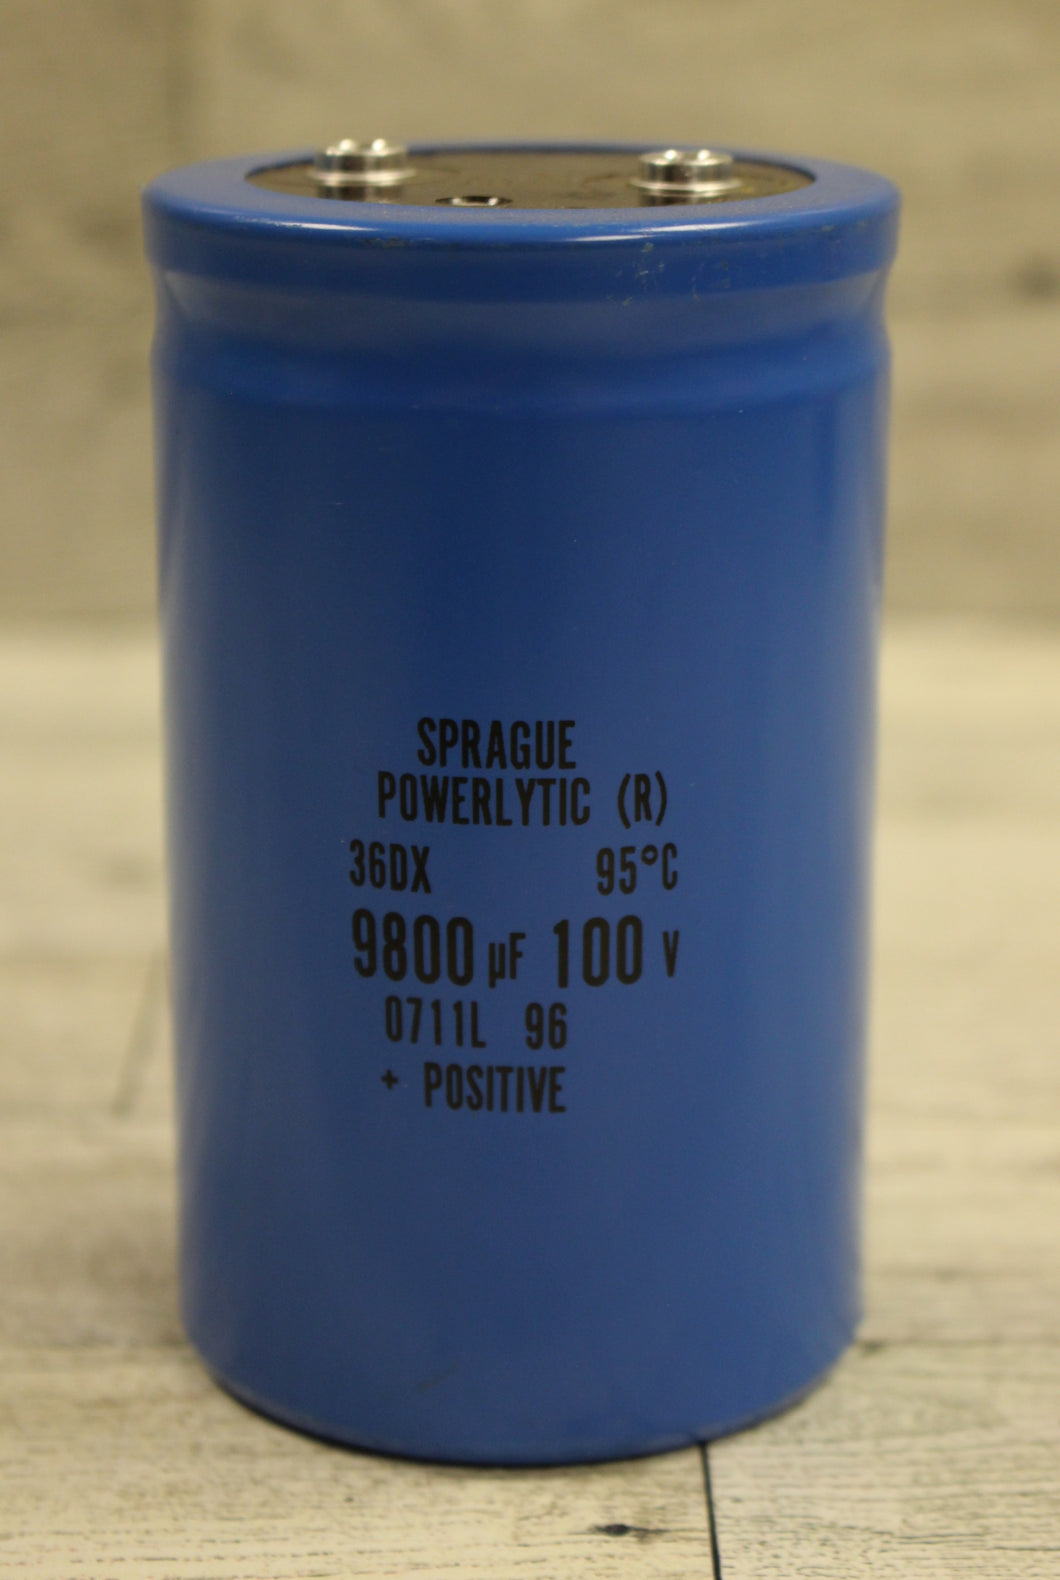 SPRAGUE
POWERLYTIC (R)
36DX 95°C
9800 µF 100 V
0711L 96
+ POSITIVE